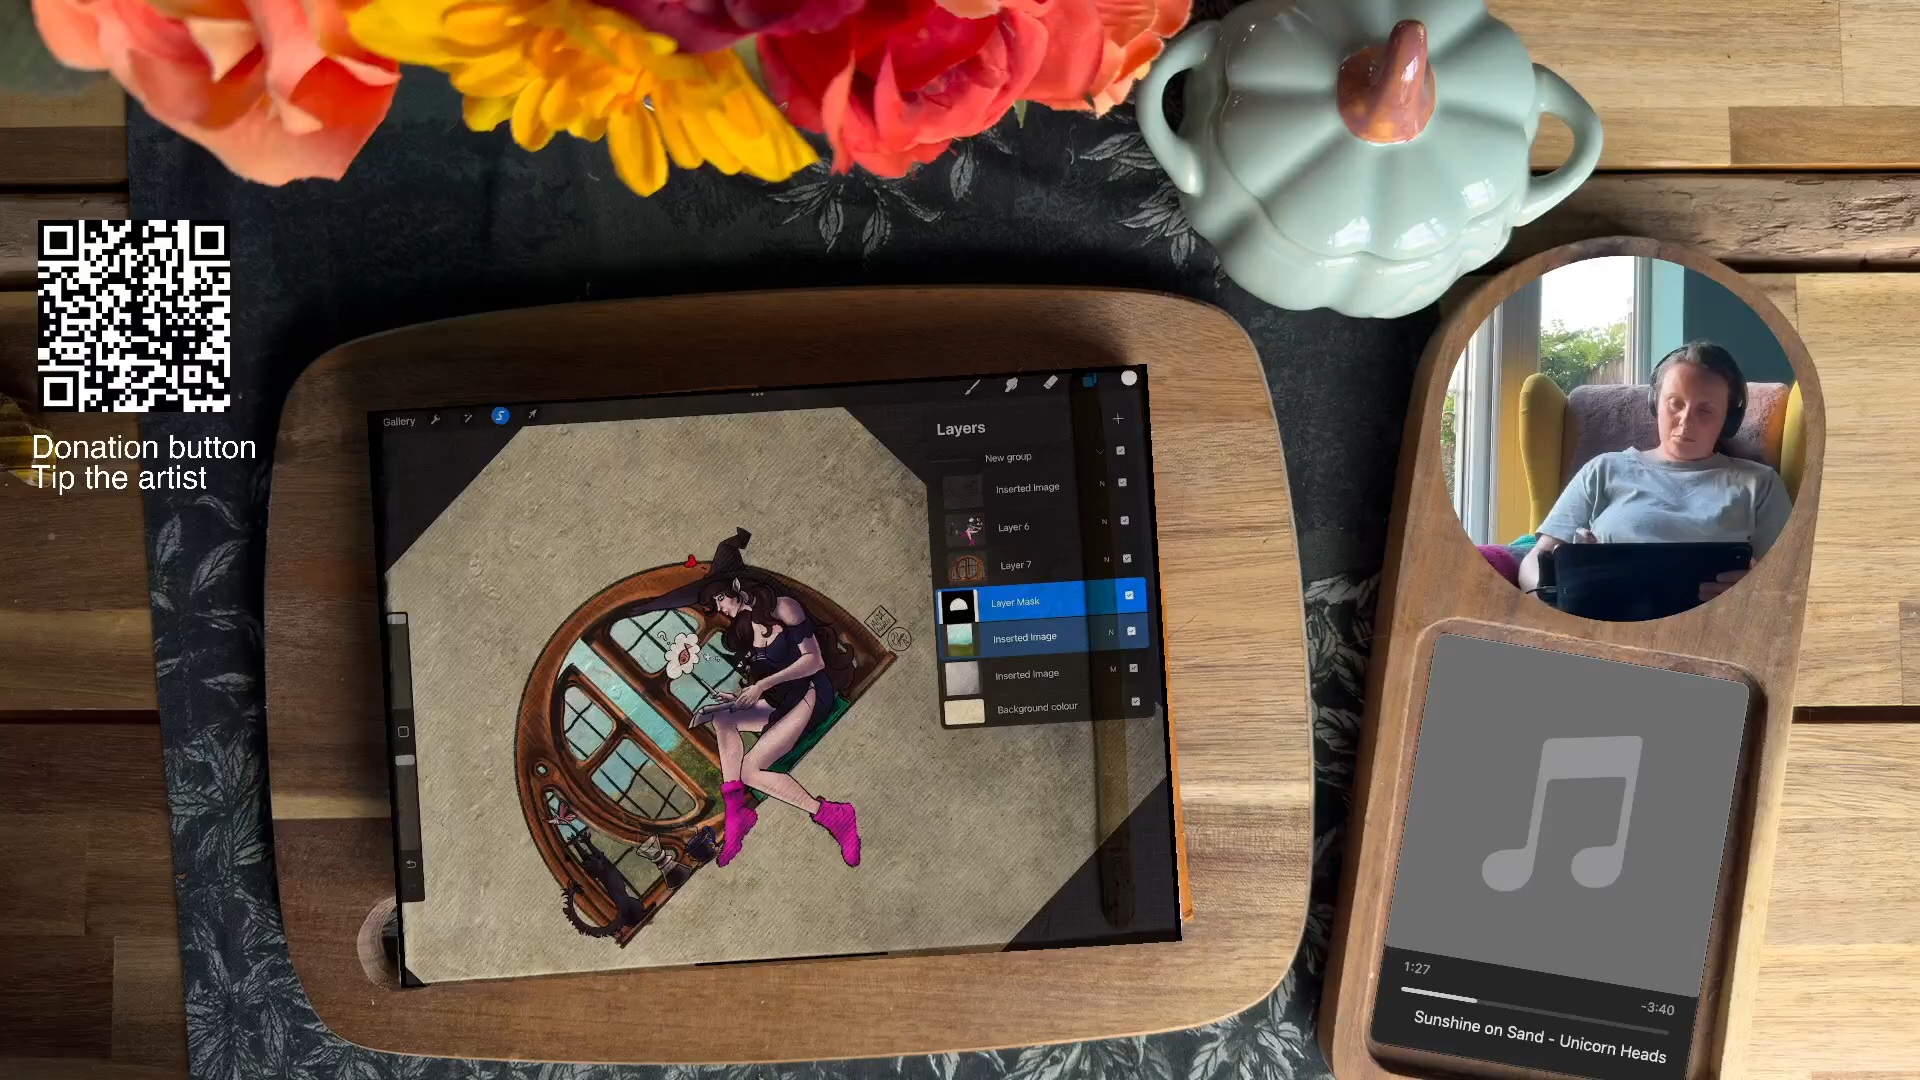 Donation button
Tip the artist
Gallery
Layers
New group
Inserted Image
N
Layer 6
N
Layer 7
N
Layer Mask
Inserted Image
N
Inserted Image
M
Background colour
1:27
-3:40
Sunshine on Sand - Unicorn Heads